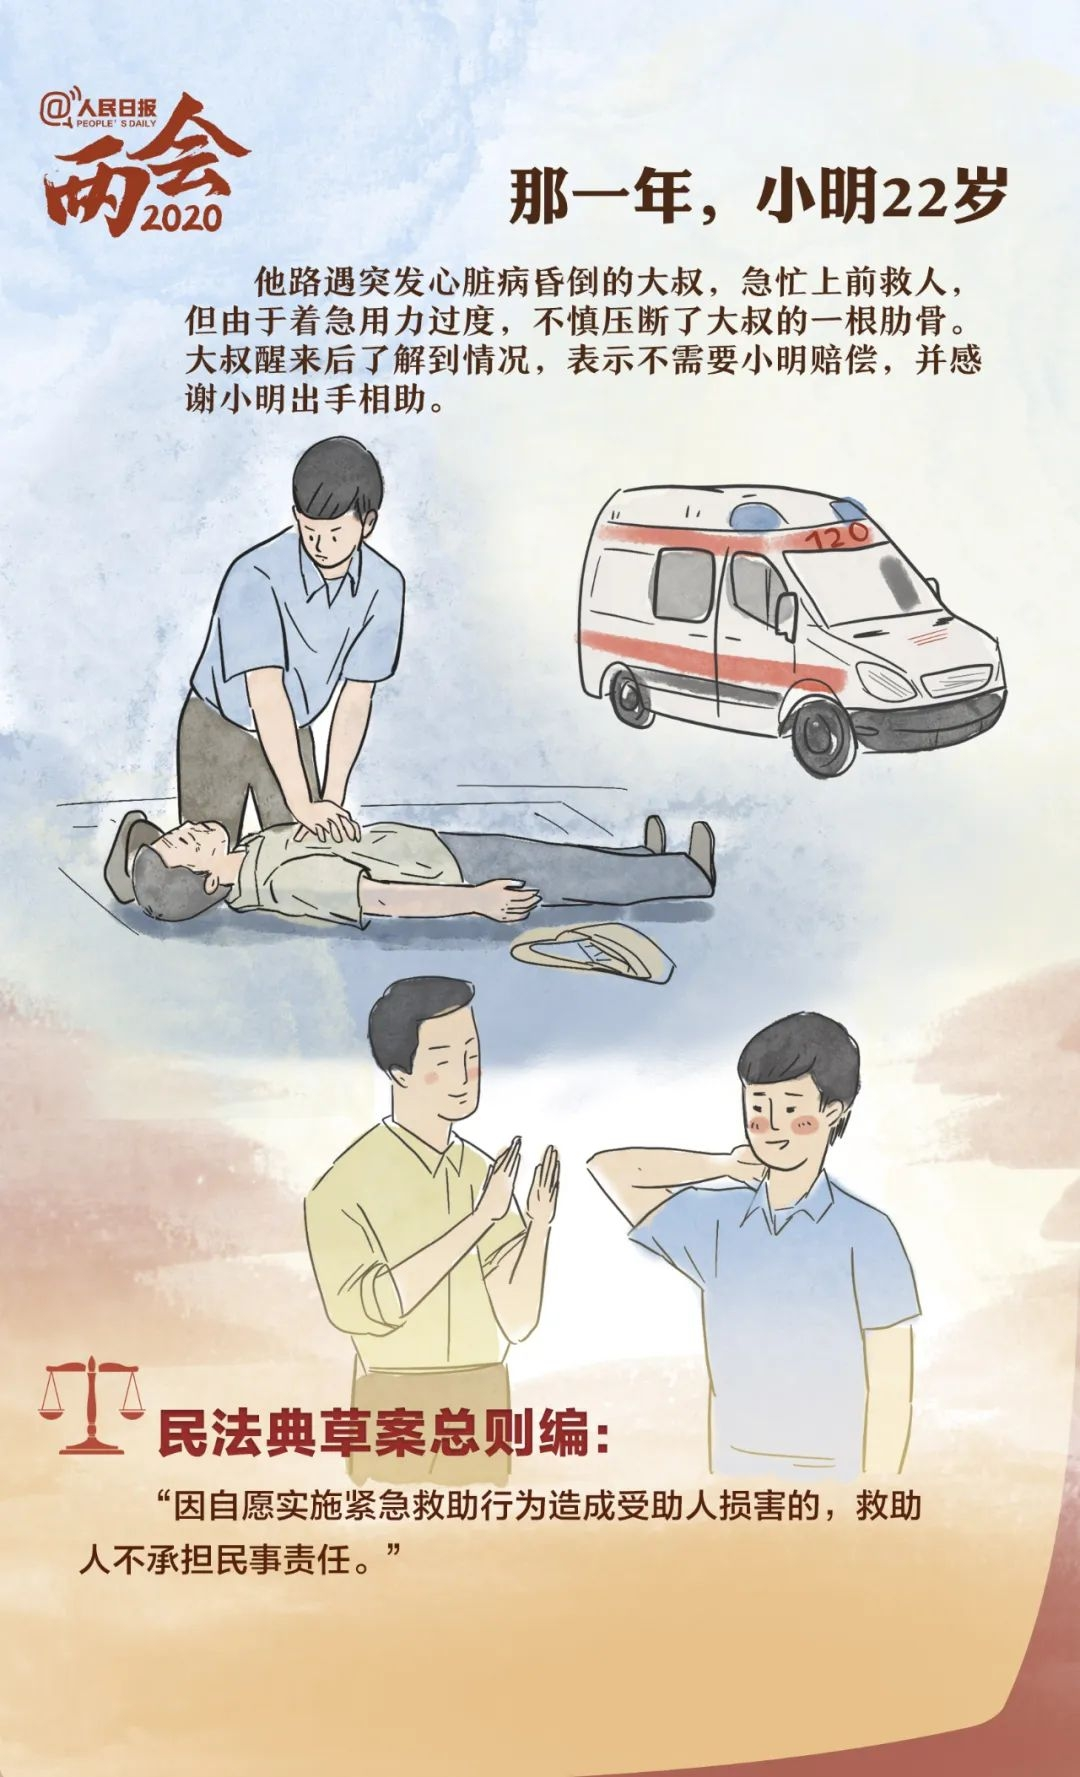 @人民日报
PEOPLE'S DAILY
两会
2020
那一年，小明22岁
他路遇突发心脏病昏倒的大叔，急忙上前救人，
但由于着急用力过度，不慎压断了大叔的一根肋骨。
大叔醒来后了解到情况，表示不需要小明赔偿，并感
谢小明出手相助。
120
民法典草案总则编：
“因自愿实施紧急救助行为造成受助人损害的，救助
人不承担民事责任。”